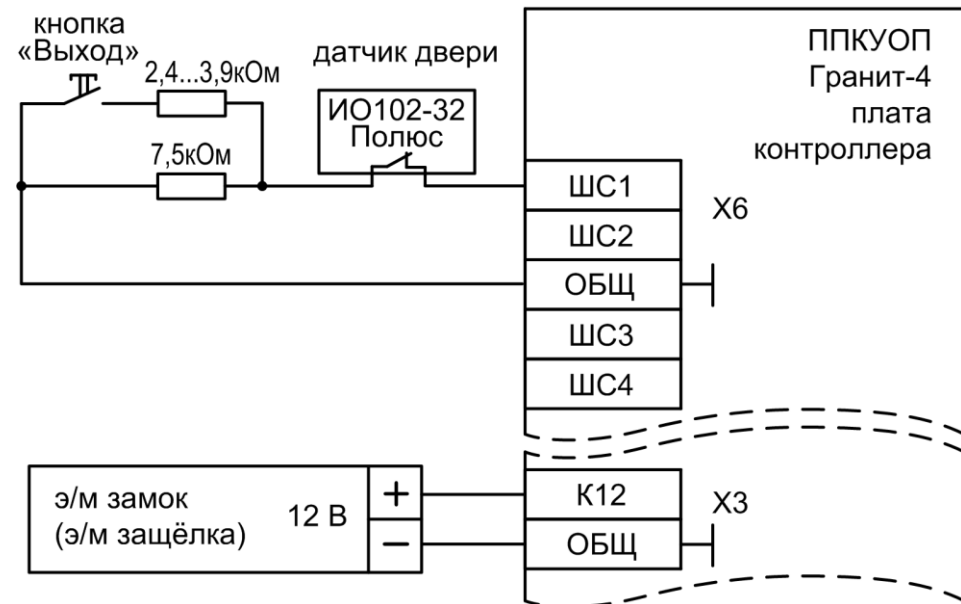 кнопка
«Выход»
2,4...3,9кОм
7,5кОм
датчик двери
ИО102-32
Полюс
ППКУОП
Гранит-4
плата
контроллера
ШС1
ШС2
ОБЩ
ШС3
ШС4
X6
э/м замок
(э/м защёлка)
12 В
+
−
К12
ОБЩ
X3